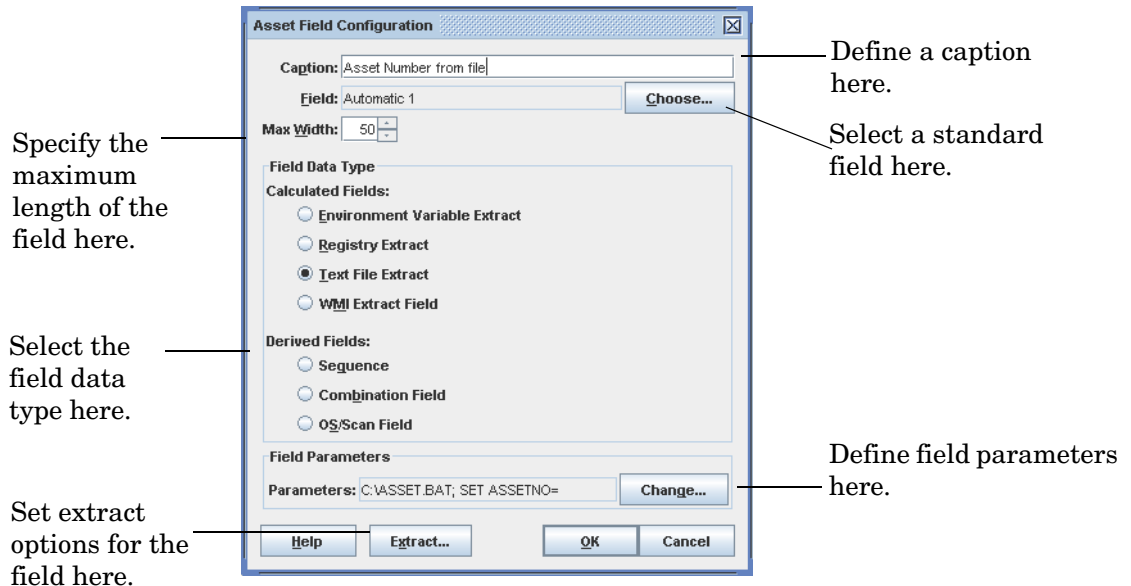 Asset Field Configuration
Caption: Asset Number from file
Field: Automatic 1
Choose...
Max Width: 50
Field Data Type
Calculated Fields:
Environment Variable Extract
Registry Extract
Text File Extract
WMI Extract Field
Derived Fields:
Sequence
Combination Field
OS/Scan Field
Field Parameters
Parameters: C:\ASSET.BAT; SET ASSETNO=
Change...
Help
Extract...
OK
Cancel
Specify the
maximum
length of the
field here.
Select the
field data
type here.
Set extract
options for the
field here.
Define a caption
here.
Select a standard
field here.
Define field parameters
here.